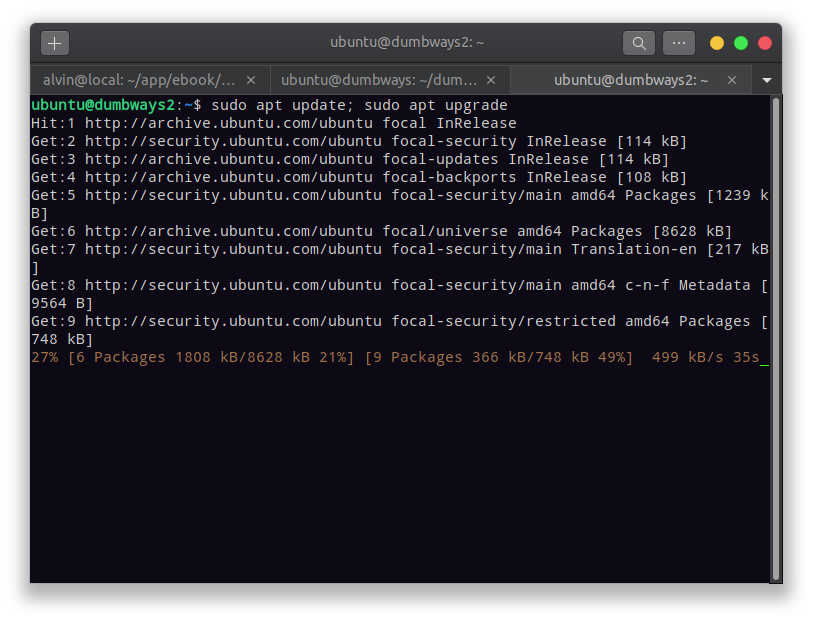 ubuntu@dumbways2: ~
alvin@local: ~/app/ebook/...
ubuntu@dumbways: ~/dum...
ubuntu@dumbways2: ~
ubuntu@dumbways2:~$ sudo apt update; sudo apt upgrade
Hit:1 http://archive.ubuntu.com/ubuntu focal InRelease
Get:2 http://security.ubuntu.com/ubuntu focal-security InRelease [114 kB]
Get:3 http://archive.ubuntu.com/ubuntu focal-updates InRelease [114 kB]
Get:4 http://archive.ubuntu.com/ubuntu focal-backports InRelease [108 kB]
Get:5 http://security.ubuntu.com/ubuntu focal-security/main amd64 Packages [1239 k
B]
Get:6 http://archive.ubuntu.com/ubuntu focal/universe amd64 Packages [8628 kB]
Get:7 http://security.ubuntu.com/ubuntu focal-security/main Translation-en [217 kB
]
Get:8 http://security.ubuntu.com/ubuntu focal-security/main amd64 c-n-f Metadata [
9564 B]
Get:9 http://security.ubuntu.com/ubuntu focal-security/restricted amd64 Packages [
748 kB]
27% [6 Packages 1808 kB/8628 kB 21%] [9 Packages 366 kB/748 kB 49%]  499 kB/s 35s_